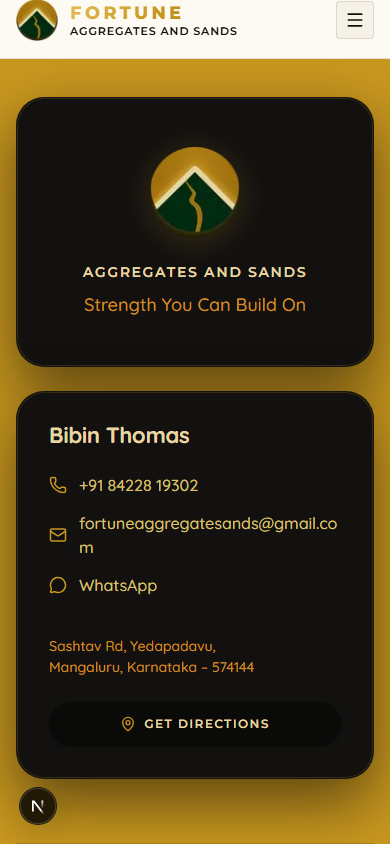 FORTUNE
AGGREGATES AND SANDS
AGGREGATES AND SANDS
Strength You Can Build On
Bibin Thomas
+91 84228 19302
fortuneaggregatesands@gmail.co
m
WhatsApp
Sashtav Rd, Yedapadavu,
Mangaluru, Karnataka – 574144
GET DIRECTIONS
N